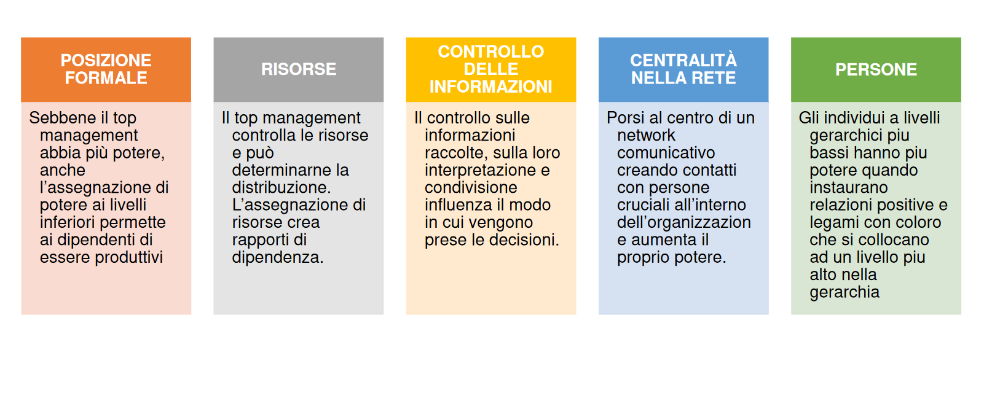 POSIZIONE
FORMALE
Sebbene il top
management
abbia più potere,
anche
l’assegnazione di
potere ai livelli
inferiori permette
ai dipendenti di
essere produttivi
RISORSE
Il top management
controlla le risorse
e può
determinarne la
distribuzione.
L’assegnazione di
risorse crea
rapporti di
dipendenza.
CONTROLLO
DELLE
INFORMAZIONI
Il controllo sulle
informazioni
raccolte, sulla loro
interpretazione e
condivisione
influenza il modo
in cui vengono
prese le decisioni.
CENTRALITÀ
NELLA RETE
Porsi al centro di un
network
comunicativo
creando contatti
con persone
cruciali all’interno
dell’organizzazion
e aumenta il
proprio potere.
PERSONE
Gli individui a livelli
gerarchici piu
bassi hanno piu
potere quando
instaurano
relazioni positive e
legami con coloro
che si collocano
ad un livello piu
alto nella
gerarchia